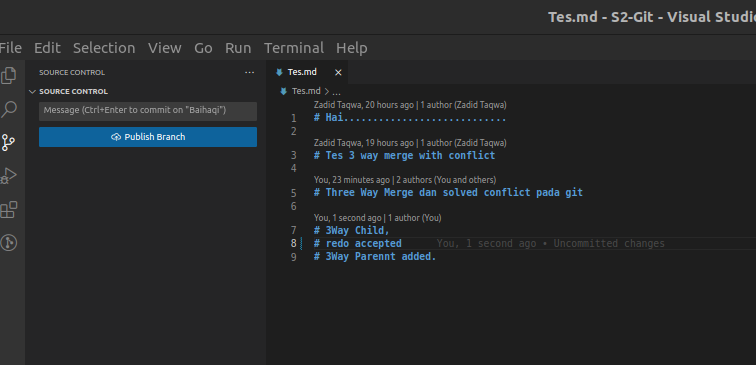 Tes.md - S2-Git - Visual Studio
File Edit Selection View Go Run Terminal Help
SOURCE CONTROL ...
SOURCE CONTROL
Message (Ctrl+Enter to commit on "Baihaqi")
Publish Branch
Tes.md ×
Tes.md > ...
Zadid Taqwa, 20 hours ago | 1 author (Zadid Taqwa)
1 # Hai............................
2
Zadid Taqwa, 19 hours ago | 1 author (Zadid Taqwa)
3 # Tes 3 way merge with conflict
4
You, 23 minutes ago | 2 authors (You and others)
5 # Three Way Merge dan solved conflict pada git
6
You, 1 second ago | 1 author (You)
7 # 3Way Child,
8 # redo accepted You, 1 second ago • Uncommitted changes
9 # 3Way Parennt added.